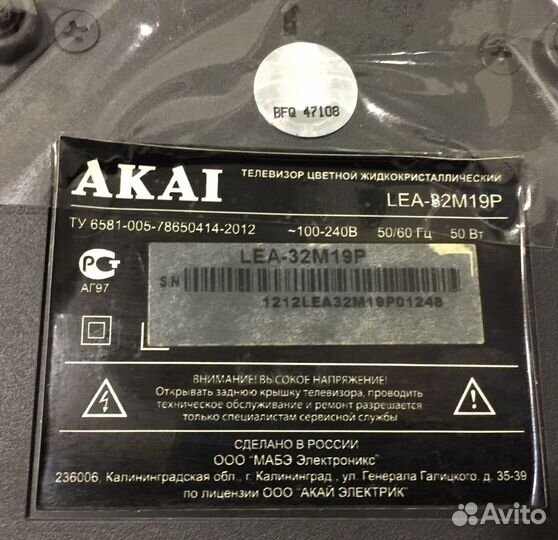 BFQ 47108
AKAI
ТЕЛЕВИЗОР ЦВЕТНОЙ ЖИДКОКРИСТАЛЛИЧЕСКИЙ
LEA-32M19P
ТУ 6581-005-78650414-2012 ~100-240В 50/60 Гц 50 Вт
LEA-32M19P
S.N
1212LEA32M19P01248
РСТ
АГ97
ВНИМАНИЕ!ВЫСОКОЕ НАПРЯЖЕНИЕ!
Открывать заднюю крышку телевизора, проводить
техническое обслуживание и ремонт разрешается
только специалистам сервисной службы
СДЕЛАНО В РОССИИ
ООО "МАБЭ Электроникс"
236006, Калининградская обл., г. Калининград , ул. Генерала Галицкого, д. 35-39
по лицензии ООО "АКАЙ ЭЛЕКТРИК"
Avito